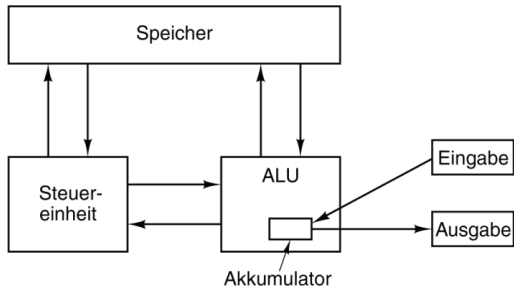 Speicher
Steuer-
einheit
ALU
Eingabe
Ausgabe
Akkumulator